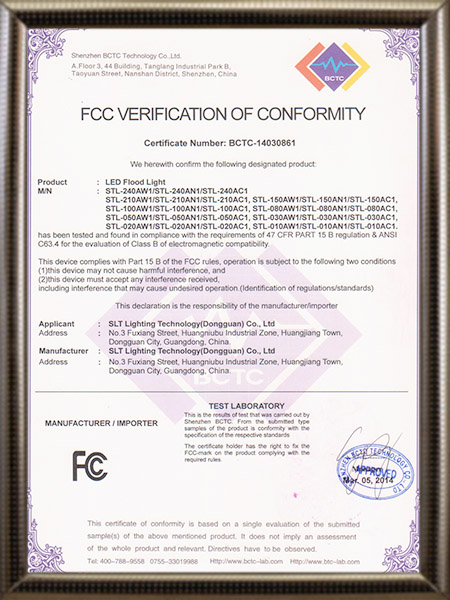 Shenzhen BCTC Technology Co.,Ltd.
A.Floor 3, 44 Building, Tanglang Industrial Park B,
Taoyuan Street, Nanshan District, Shenzhen, China
BCTC
FCC VERIFICATION OF CONFORMITY
Certificate Number: BCTC-14030861
We herewith confirm the following designated product:
Product : LED Flood Light
M/N : STL-240AW1/STL-240AN1/STL-240AC1
STL-210AW1/STL-210AN1/STL-210AC1, STL-150AW1/STL-150AN1/STL-150AC1,
STL-100AW1/STL-100AN1/STL-100AC1, STL-080AW1/STL-080AN1/STL-080AC1,
STL-050AW1/STL-050AN1/STL-050AC1, STL-030AW1/STL-030AN1/STL-030AC1,
STL-020AW1/STL-020AN1/STL-020AC1, STL-010AW1/STL-010AN1/STL-010AC1.
has been tested and found in compliance with the requirements of 47 CFR PART 15 B regulation & ANSI
C63.4 for the evaluation of Class B of electromagnetic compatibility.
This device complies with Part 15 B of the FCC rules, operation is subject to the following two conditions
(1)this device may not cause harmful interference, and
(2)this device must accept any interference received,
including interference that may cause undesired operation.(Identification of regulations/standards)
This declaration is the responsibility of the manufacturer/importer
Applicant : SLT Lighting Technology(Dongguan) Co., Ltd
Address : No.3 Fuxiang Street, Huangniubu Industrial Zone, Huangjiang Town,
Dongguan City, Guangdong, China.
Manufacturer : SLT Lighting Technology(Dongguan) Co., Ltd
Address : No.3 Fuxiang Street, Huangniubu Industrial Zone, Huangjiang Town,
Dongguan City, Guangdong, China.
BCTC
TEST LABORATORY
This is the results of test that was carried out by
Shenzhen BCTC. From the submitted type
samples of the product is conformity with the
specification of the respective standards
MANUFACTURER / IMPORTER
The certificate holder has the right to fix the
FCC-mark on the product complying with the
required rules.
FCC
SHENZHEN BCTC TECHNOLOGY CO., LTD
APPROVED
Mar. 05, 2014
This certificate of conformity is based on a single evaluation of the submitted
sample(s) of the above mentioned product. It does not imply an assessment
of the whole product and relevant. Directives have to be observed.
Tel: 400-788-9558 0755-33019988 Http://www.bctc-lab.com http://www.btc-lab.com